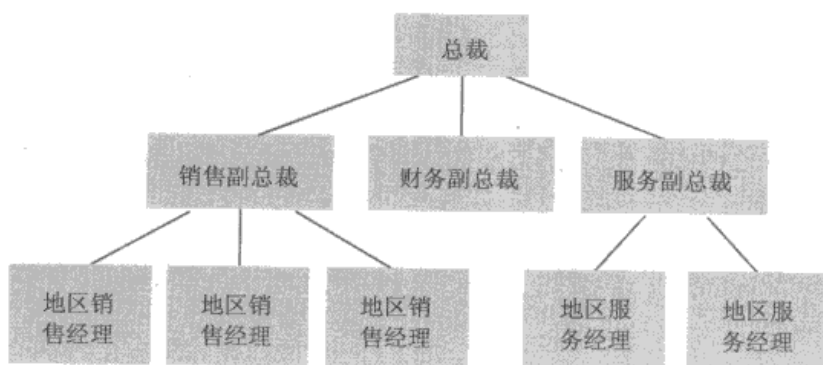 总裁
销售副总裁
财务副总裁
服务副总裁
地区销
售经理
地区销
售经理
地区销
售经理
地区服
务经理
地区服
务经理